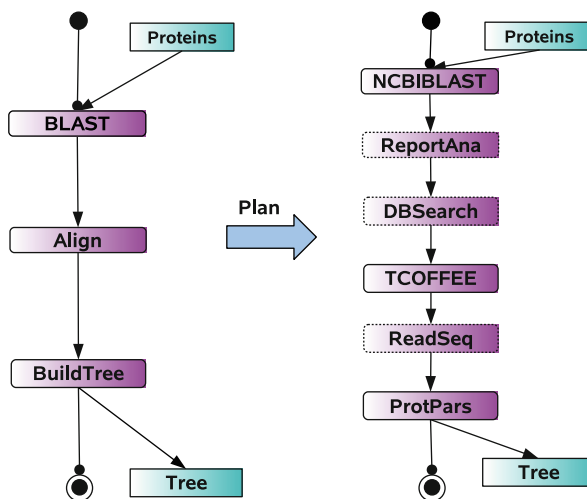 Proteins
BLAST
Align
BuildTree
Tree
Plan
Proteins
NCBIBLAST
ReportAna
DBSearch
TCOFFEE
ReadSeq
ProtPars
Tree